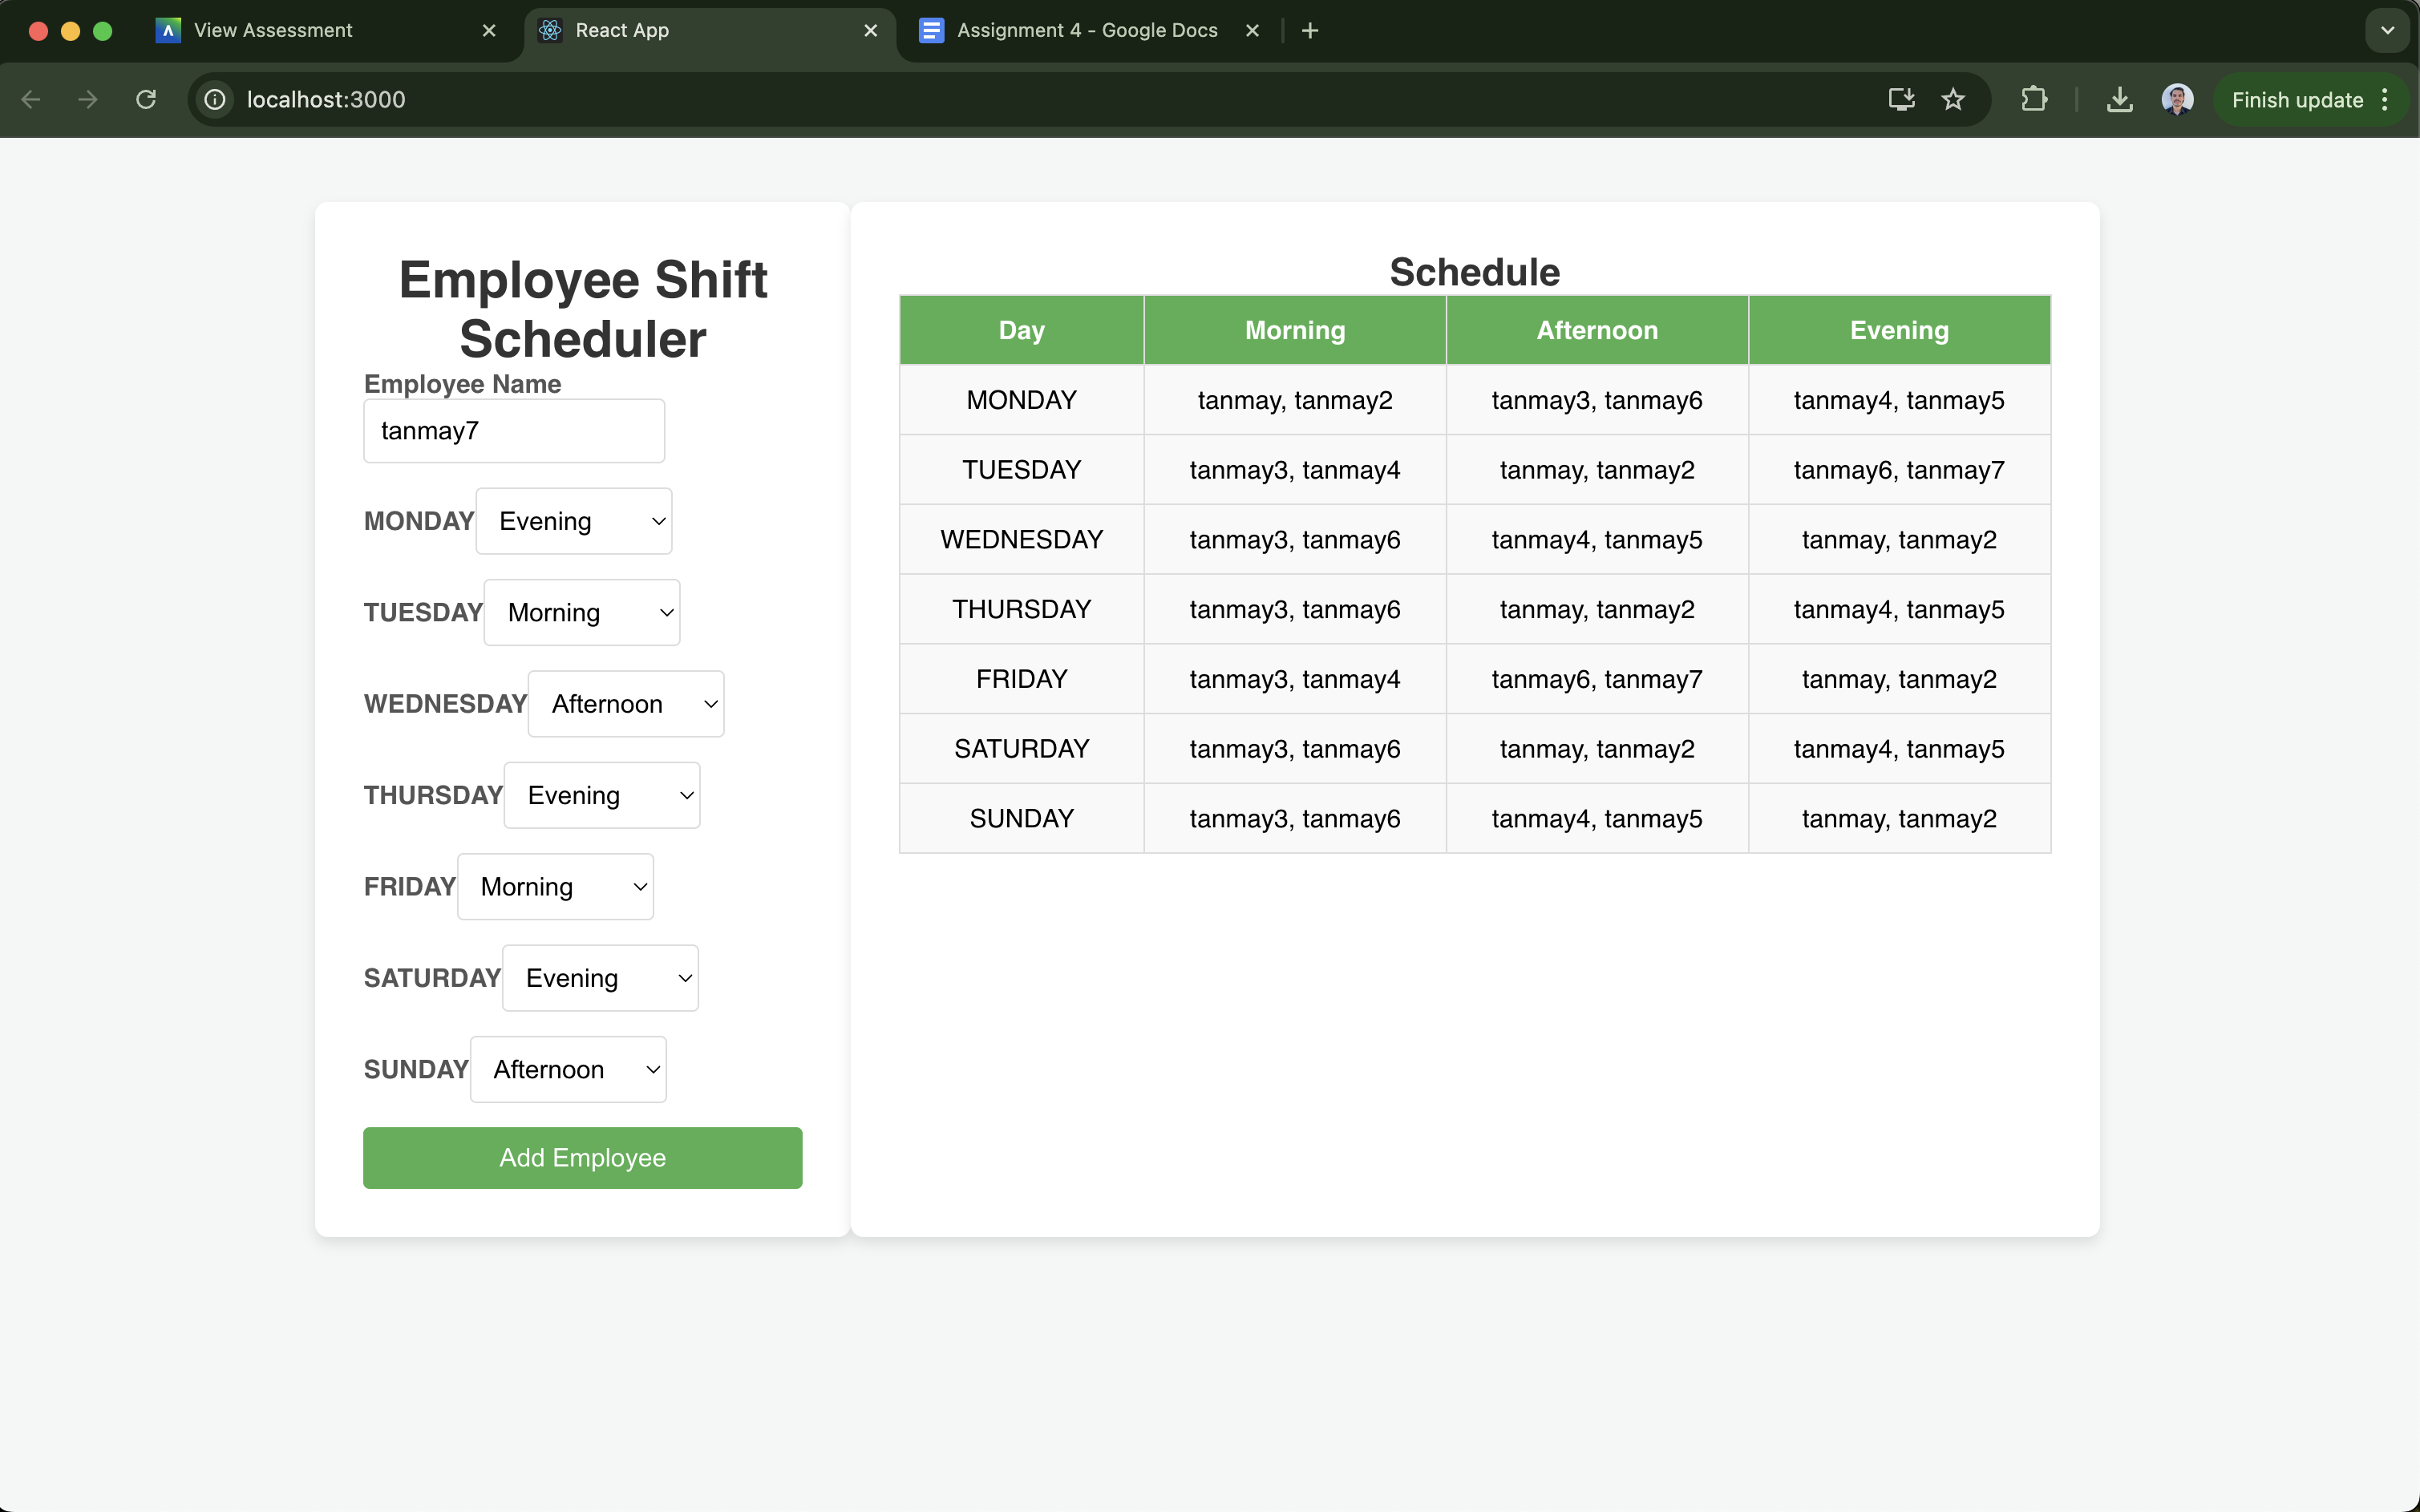 View Assessment
React App
Assignment 4 - Google Docs
localhost:3000
Finish update
Employee Shift
Scheduler
Employee Name
tanmay7
MONDAY Evening
TUESDAY Morning
WEDNESDAY Afternoon
THURSDAY Evening
FRIDAY Morning
SATURDAY Evening
SUNDAY Afternoon
Add Employee
Schedule
Day Morning Afternoon Evening
MONDAY tanmay, tanmay2 tanmay3, tanmay6 tanmay4, tanmay5
TUESDAY tanmay3, tanmay4 tanmay, tanmay2 tanmay6, tanmay7
WEDNESDAY tanmay3, tanmay6 tanmay4, tanmay5 tanmay, tanmay2
THURSDAY tanmay3, tanmay6 tanmay, tanmay2 tanmay4, tanmay5
FRIDAY tanmay3, tanmay4 tanmay6, tanmay7 tanmay, tanmay2
SATURDAY tanmay3, tanmay6 tanmay, tanmay2 tanmay4, tanmay5
SUNDAY tanmay3, tanmay6 tanmay4, tanmay5 tanmay, tanmay2